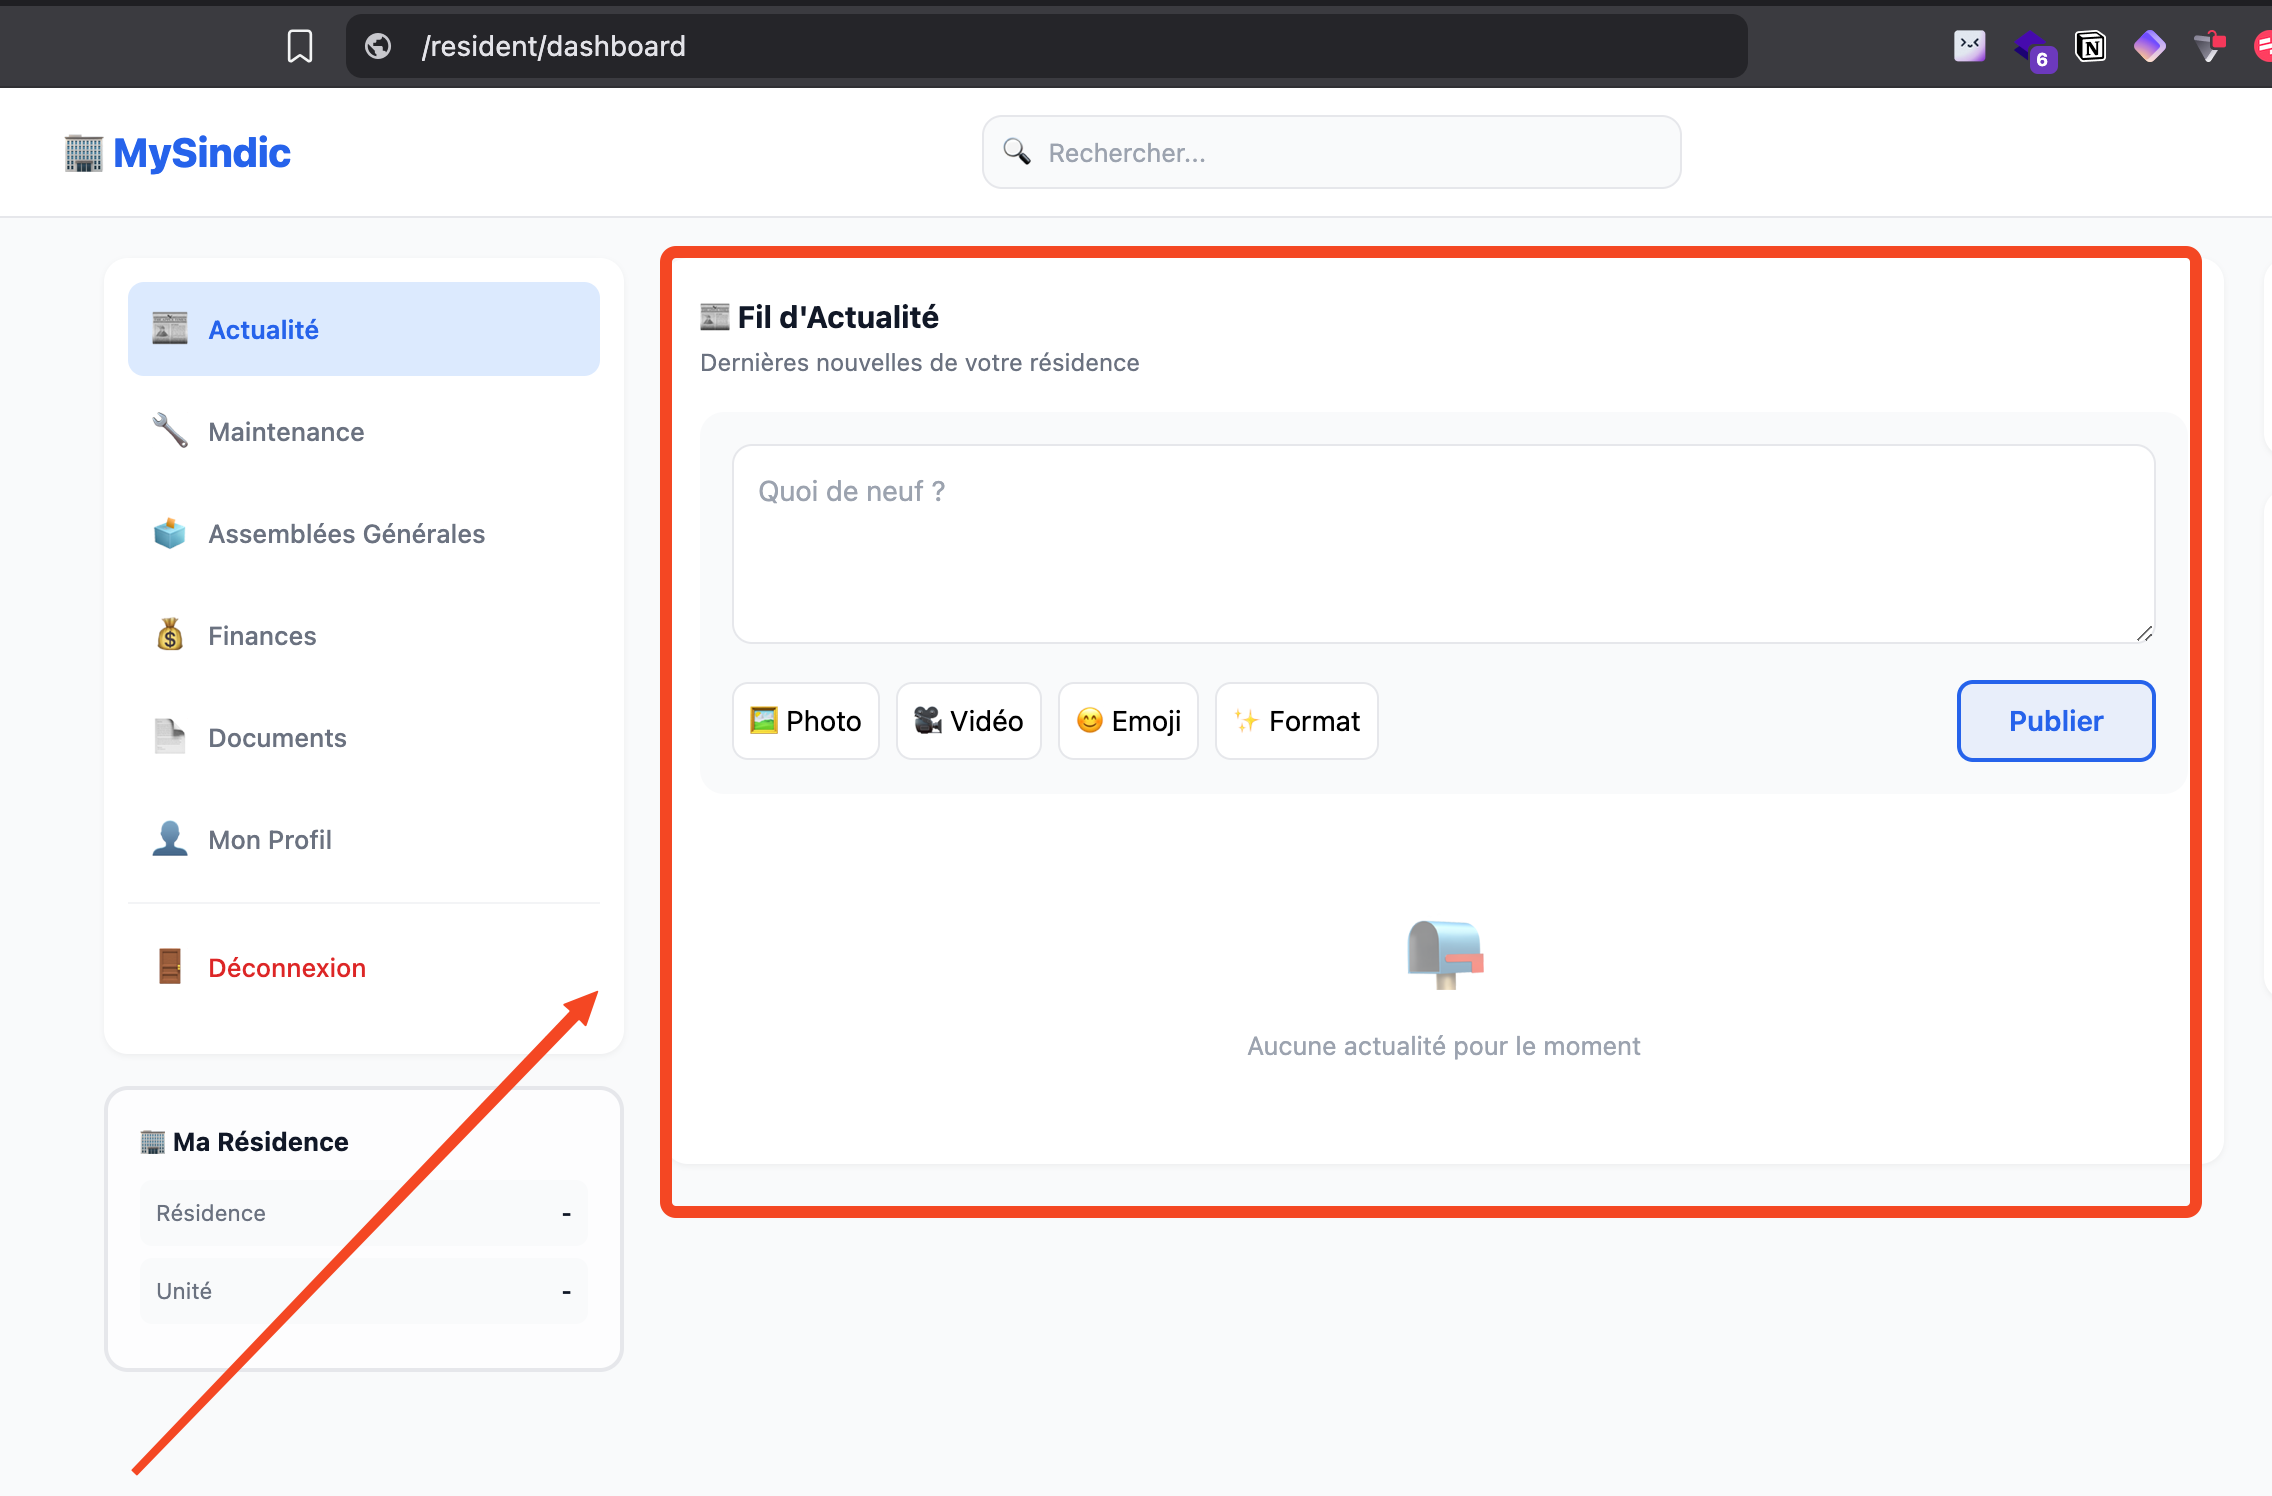 /resident/dashboard
6
MySindic
Rechercher...
Actualité
Maintenance
Assemblées Générales
Finances
Documents
Mon Profil
Déconnexion
Ma Résidence
Résidence -
Unité -
Fil d'Actualité
Dernières nouvelles de votre résidence
Quoi de neuf ?
Photo
Vidéo
Emoji
Format
Publier
Aucune actualité pour le moment